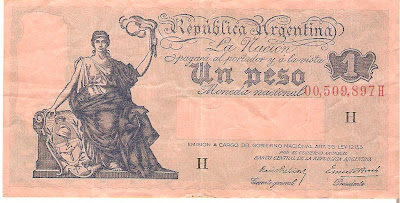 República Argentina
La Nación
pagará al portador y a la vista
Un peso
1
Moneda nacional
00,509,897 H
H
H
EMISION A CARGO DEL GOBIERNO NACIONAL ART. 3º LEY 12155
BANCO CENTRAL DE LA REPUBLICA ARGENTINA
Gerente general
Presidente